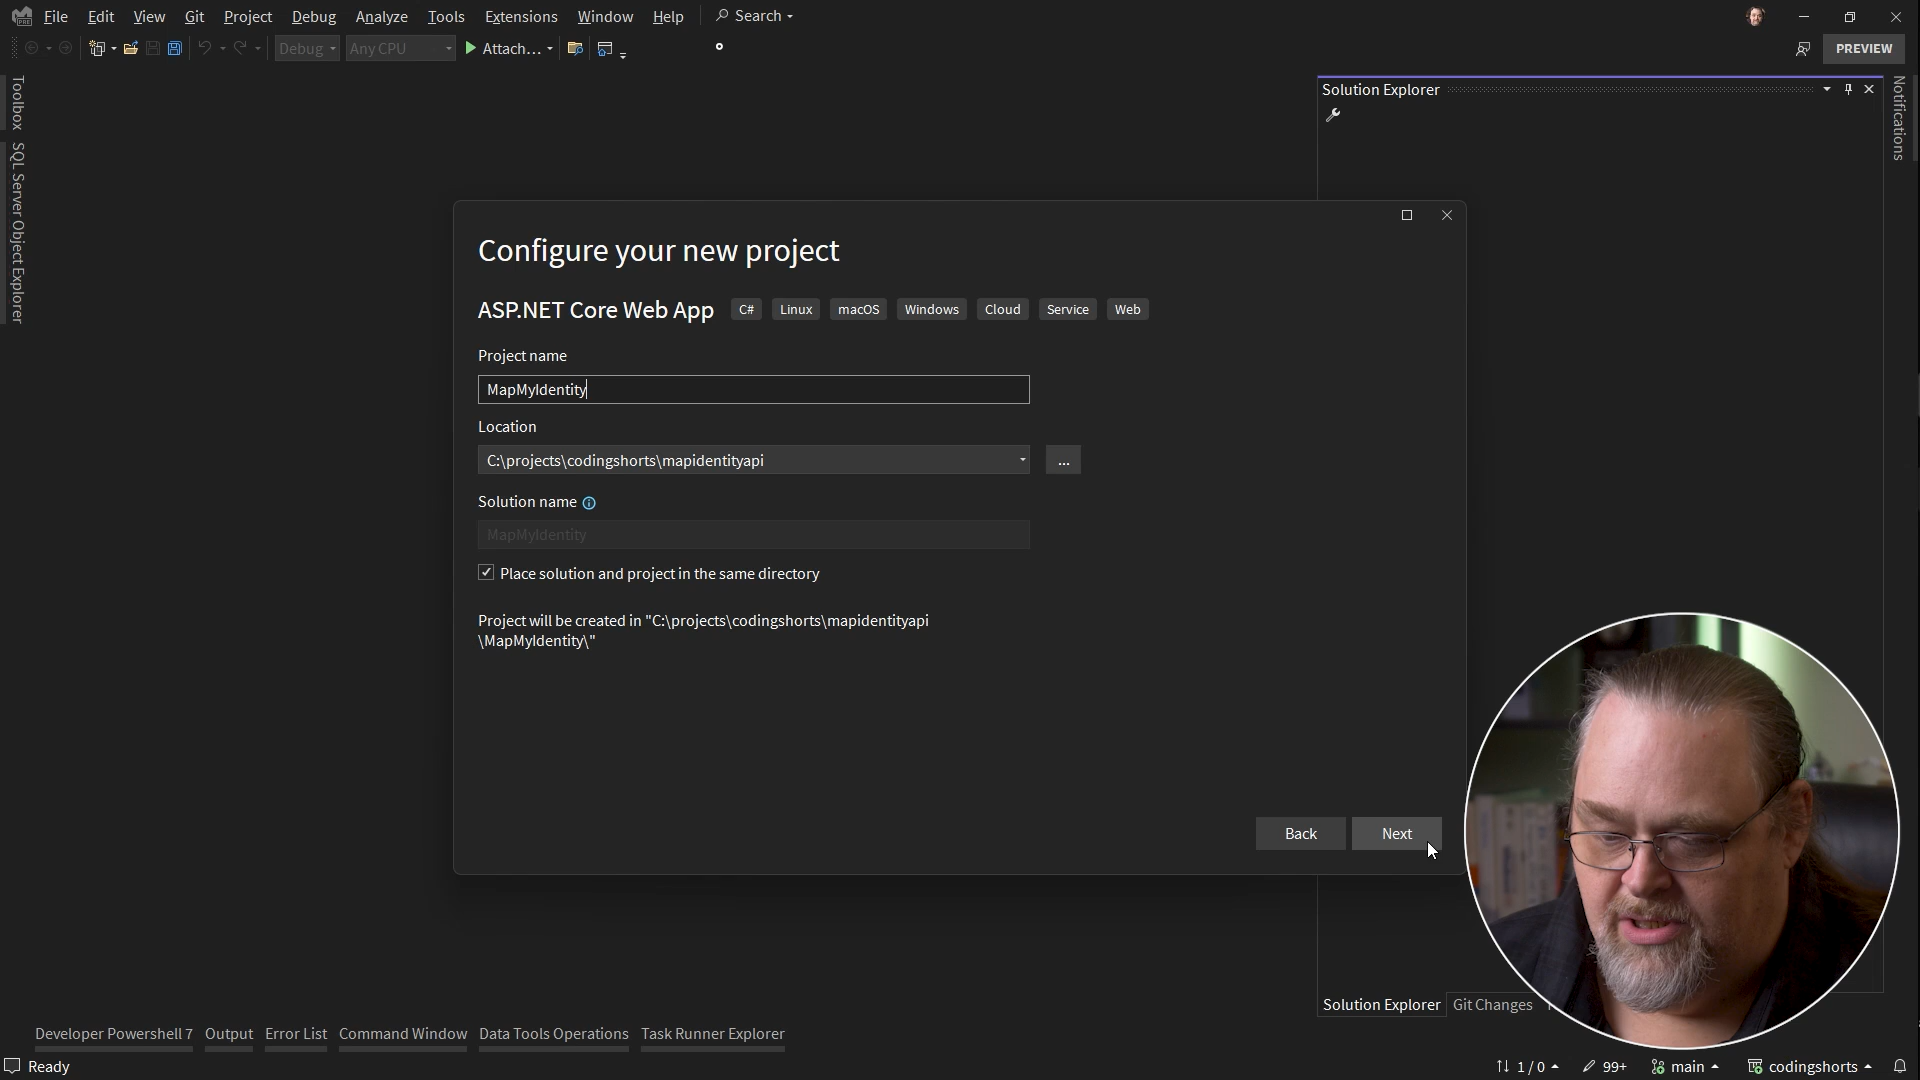 File Edit View Git Project Debug Analyze Tools Extensions Window Help Search
Debug Any CPU Attach... PREVIEW
Toolbox
SQL Server Object Explorer
Solution Explorer
Notifications
Configure your new project
ASP.NET Core Web App C# Linux macOS Windows Cloud Service Web
Project name
MapMyIdentity
Location
C:\projects\codingshorts\mapidentityapi
...
Solution name
MapMyIdentity
Place solution and project in the same directory
Project will be created in "C:\projects\codingshorts\mapidentityapi
\MapMyIdentity\"
Back Next
Solution Explorer Git Changes
Developer Powershell 7 Output Error List Command Window Data Tools Operations Task Runner Explorer
Ready 1 / 0 99+ main codingshorts